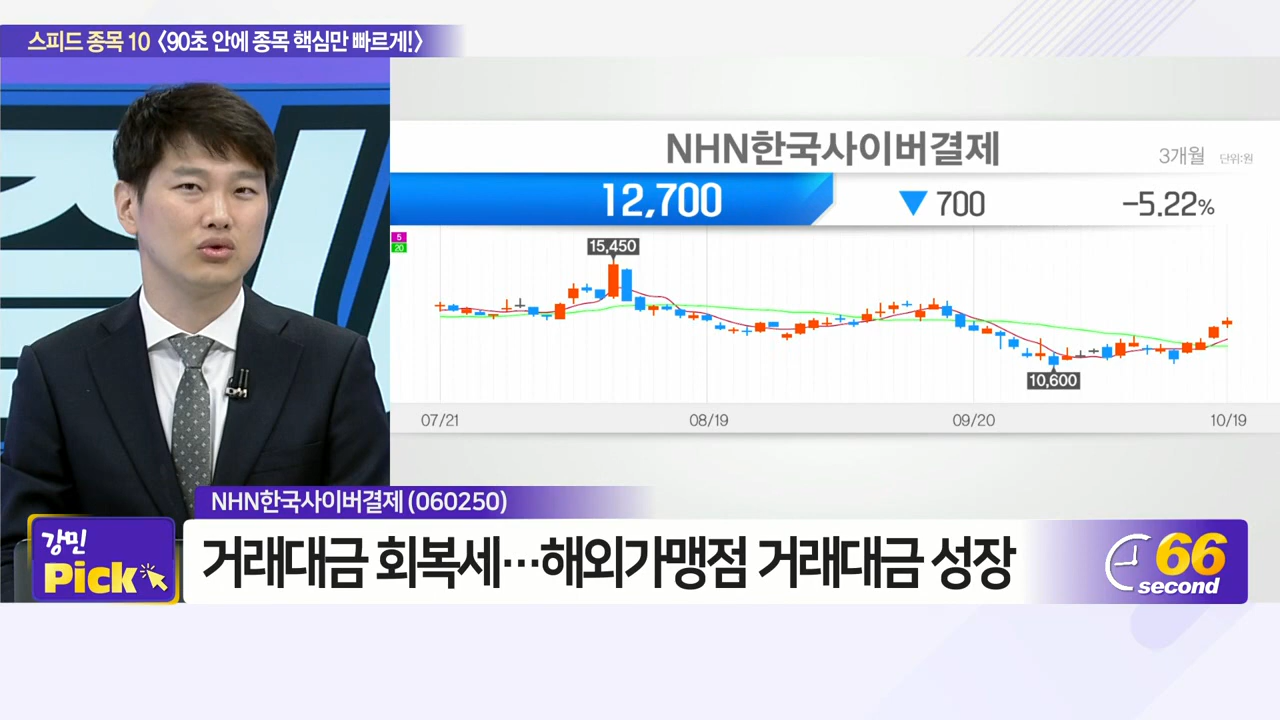 스피드 종목 10 <90초 안에 종목 핵심만 빠르게!>
NHN한국사이버결제
3개월 단위:원
12,700 ▼ 700 -5.22%
5
20
15,450
10,600
07/21 08/19 09/20 10/19
NHN한국사이버결제 (060250)
강민
Pick
거래대금 회복세…해외가맹점 거래대금 성장
66
second